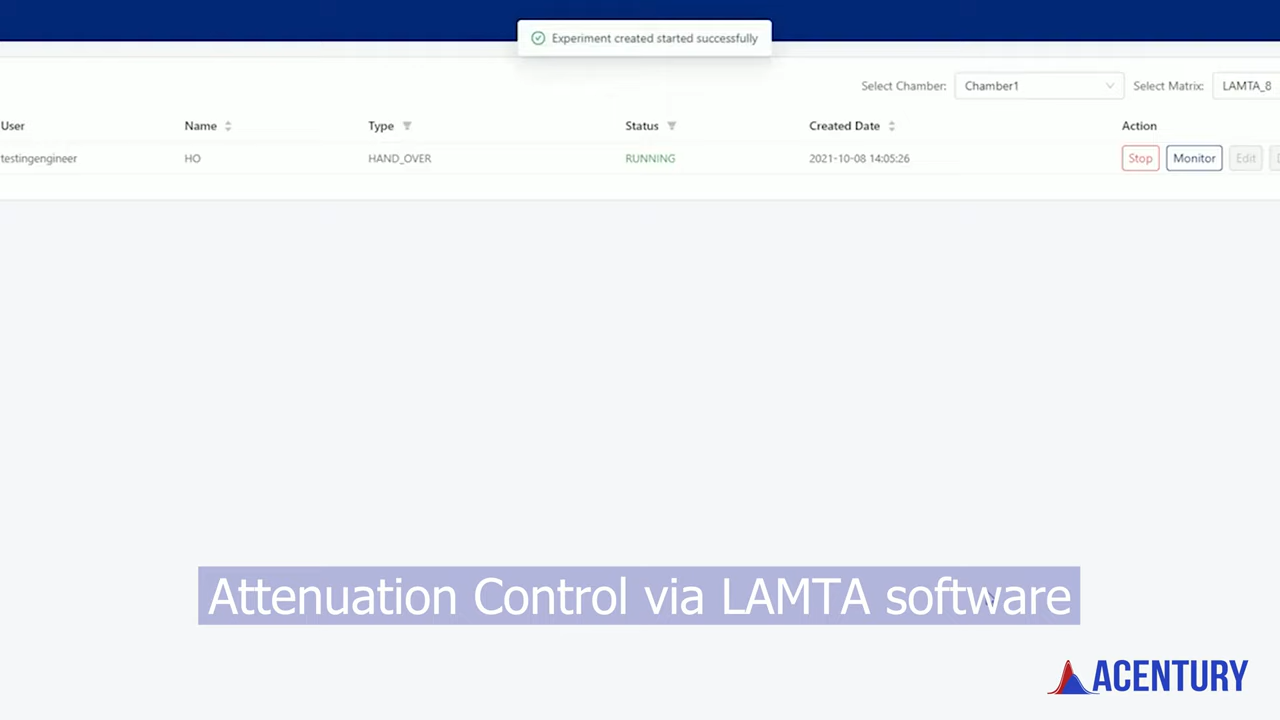 Experiment created started successfully
Select Chamber: Chamber1 Select Matrix: LAMTA_8
User Name Type Status Created Date Action
testingengineer HO HAND_OVER RUNNING 2021-10-08 14:05:26 Stop Monitor Edit
Attenuation Control via LAMTA software
ACENTURY